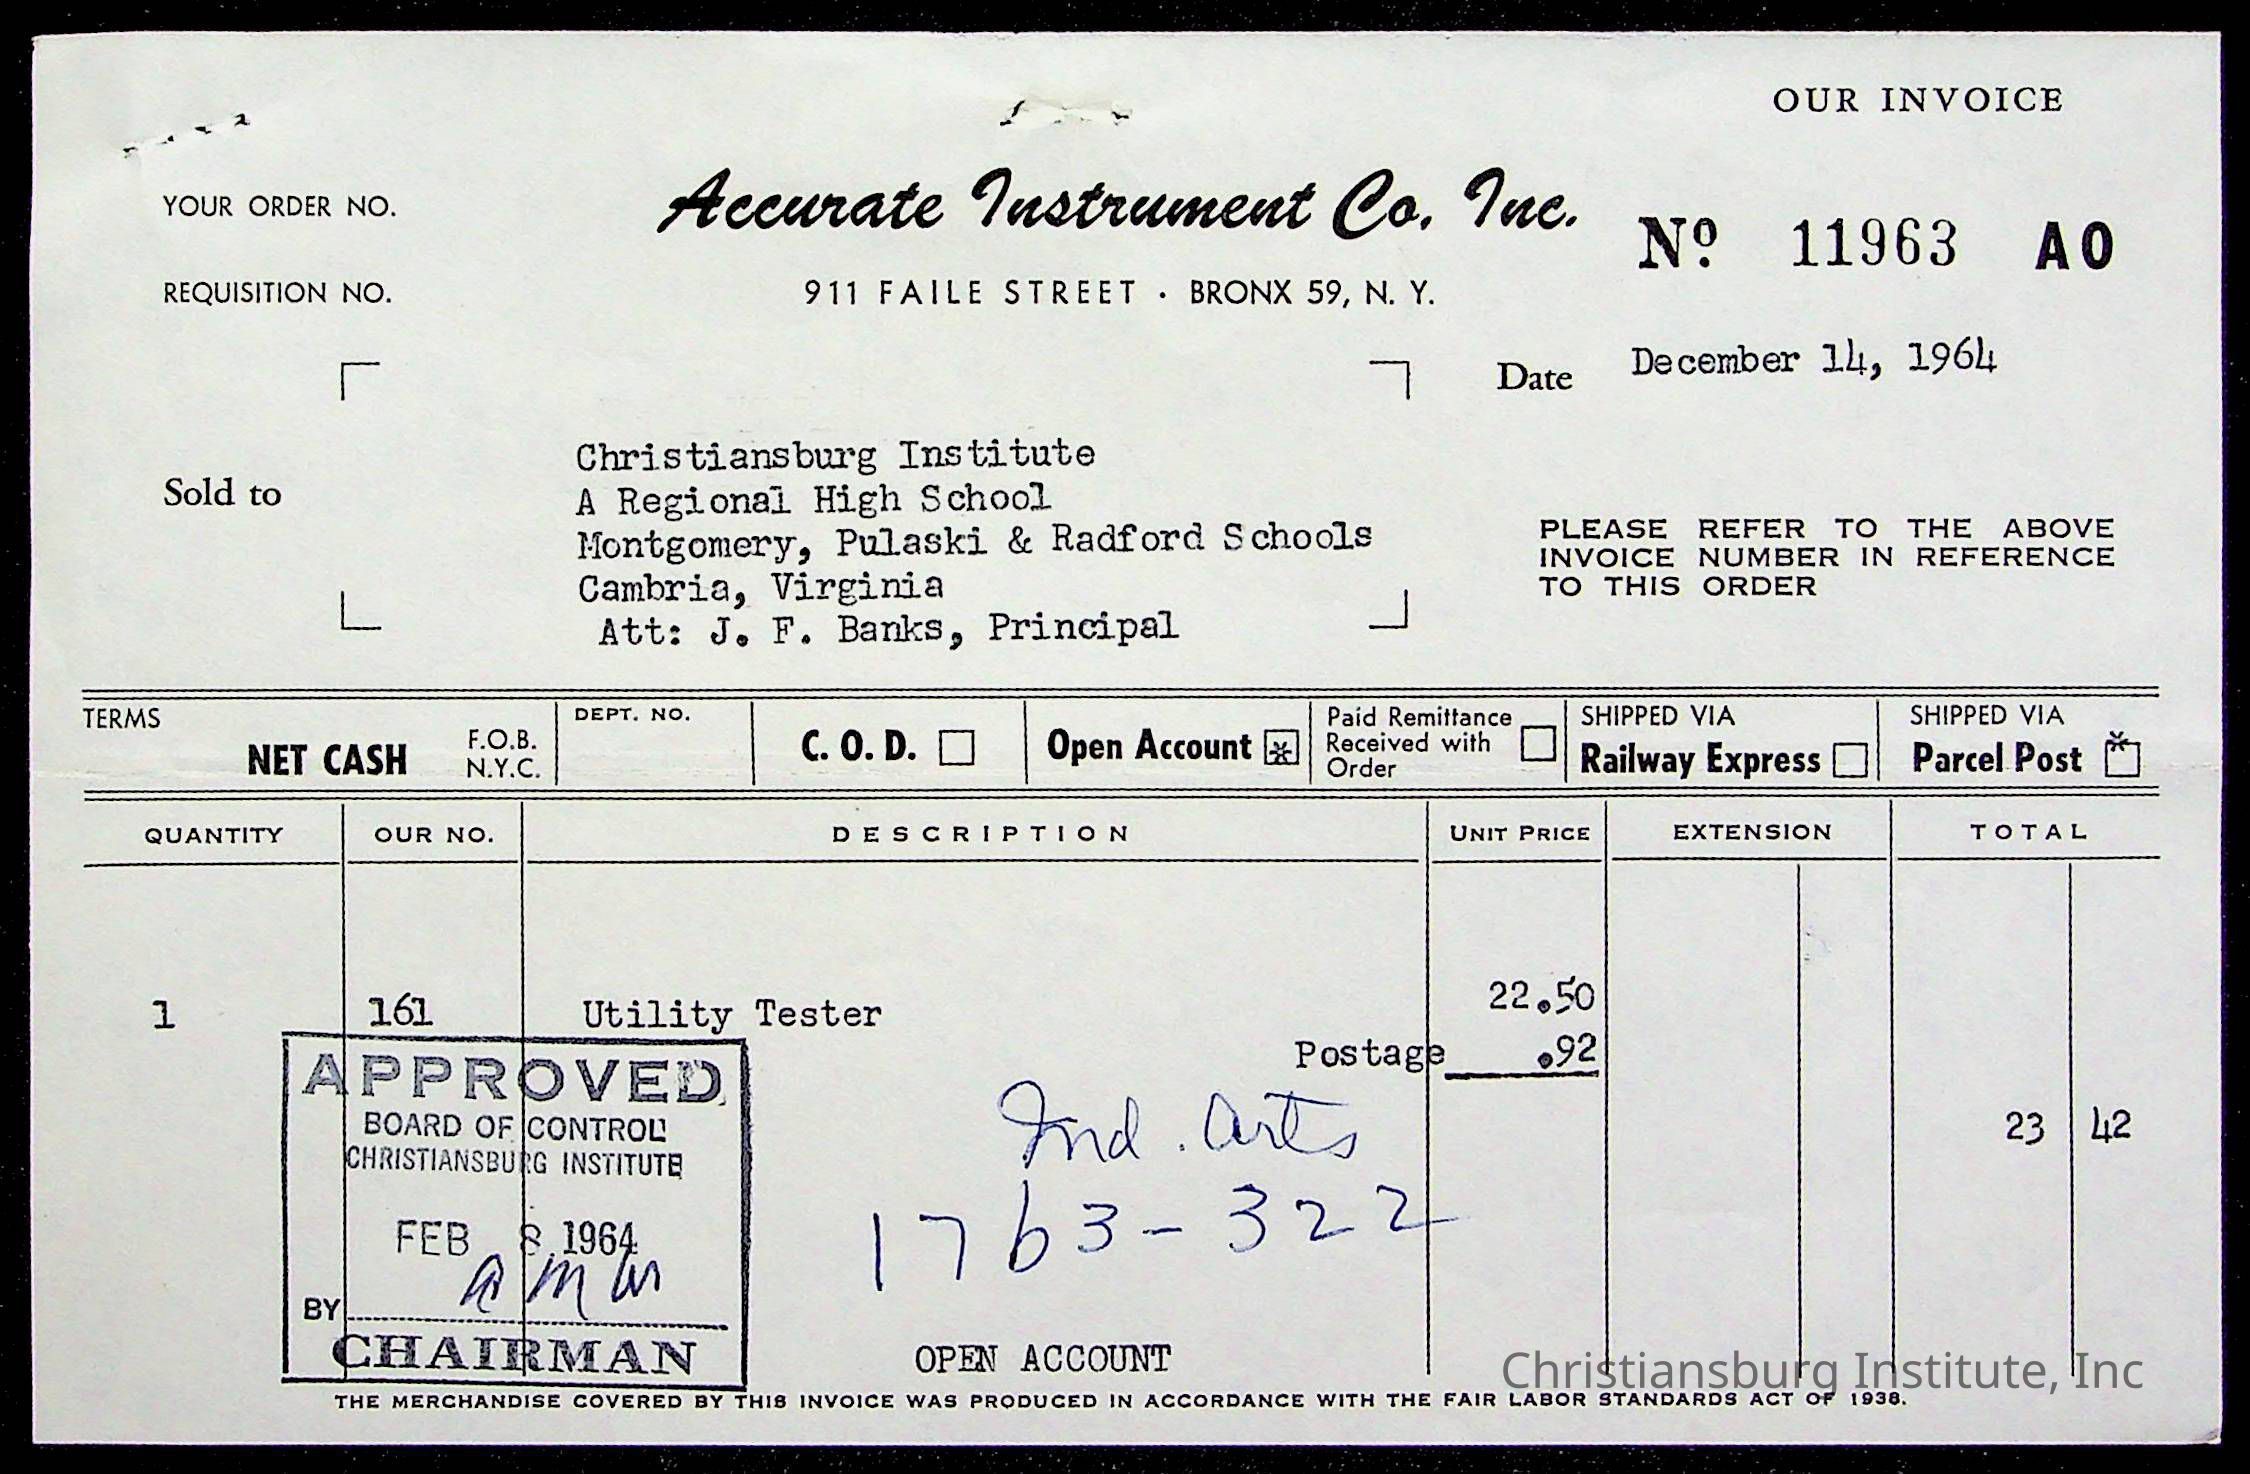 OUR INVOICE
YOUR ORDER NO.
Accurate Instrument Co. Inc.
Nº 11963 AO
REQUISITION NO.
911 FAILE STREET · BRONX 59, N. Y.
Date December 14, 1964
Sold to
Christiansburg Institute
A Regional High School
Montgomery, Pulaski & Radford Schools
Cambria, Virginia
Att: J. F. Banks, Principal
PLEASE REFER TO THE ABOVE
INVOICE NUMBER IN REFERENCE
TO THIS ORDER
TERMS
NET CASH
F.O.B.
N.Y.C.
DEPT. NO.
C. O. D.
Open Account
Paid Remittance
Received with
Order
SHIPPED VIA
Railway Express
SHIPPED VIA
Parcel Post
QUANTITY OUR NO. DESCRIPTION UNIT PRICE EXTENSION TOTAL
1 161 Utility Tester 22.50
Postage .92
23 42
APPROVED
BOARD OF CONTROL
CHRISTIANSBURG INSTITUTE
FEB 8 1964
BY
CHAIRMAN
Ind. Arts
1763-322
OPEN ACCOUNT
Christiansburg Institute, Inc
THE MERCHANDISE COVERED BY THIS INVOICE WAS PRODUCED IN ACCORDANCE WITH THE FAIR LABOR STANDARDS ACT OF 1938.